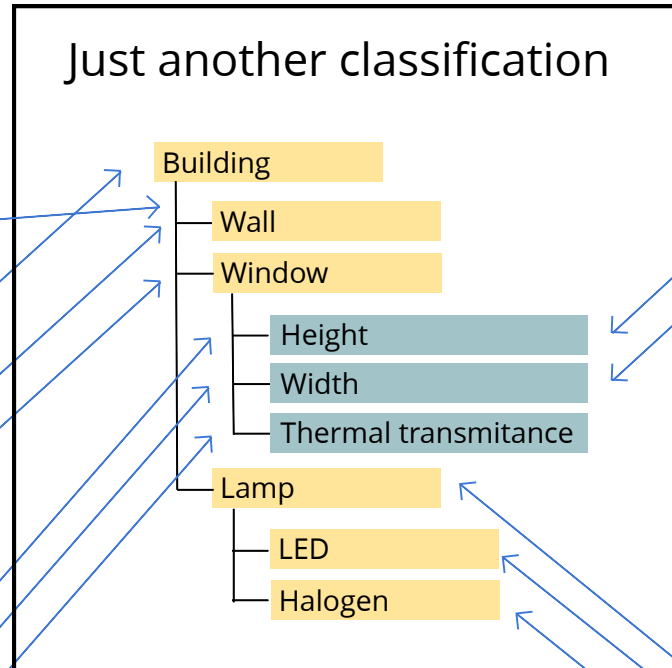 Just another classification
Building
Wall
Window
Height
Width
Thermal transmitance
Lamp
LED
Halogen